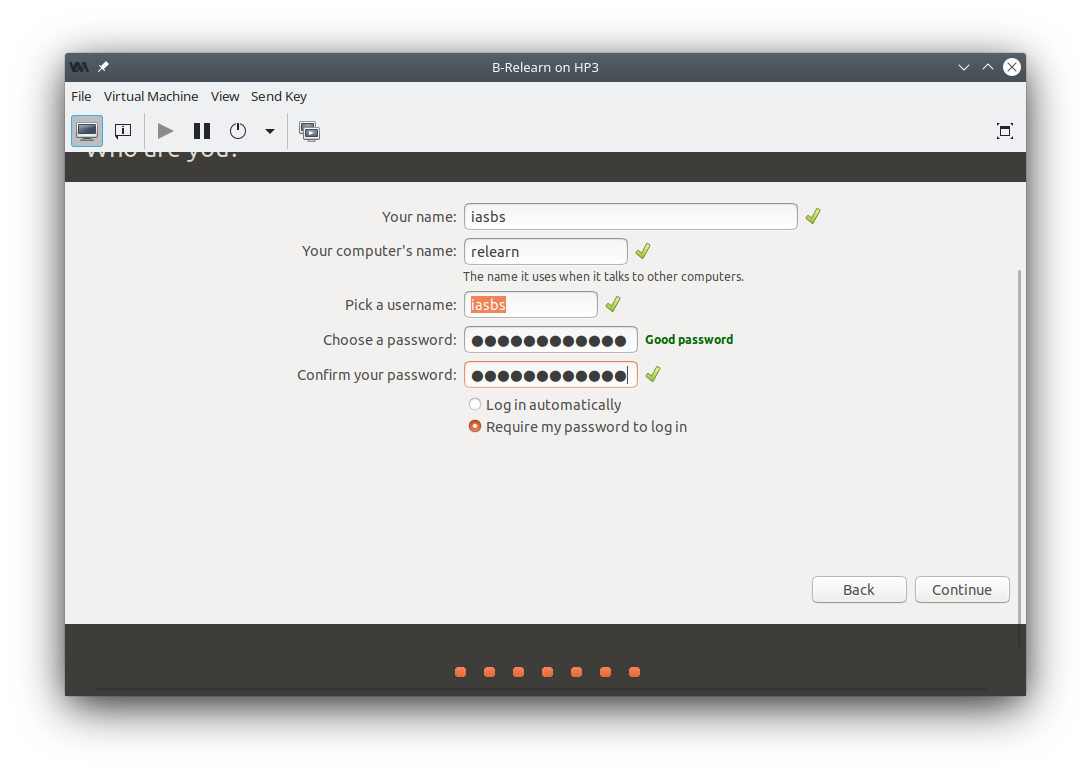 B-Relearn on HP3
File Virtual Machine View Send Key
Who are you?
Your name: iasbs
Your computer's name: relearn
The name it uses when it talks to other computers.
Pick a username: iasbs
Choose a password: ●●●●●●●●●●●● Good password
Confirm your password: ●●●●●●●●●●●●
Log in automatically
Require my password to log in
Back Continue